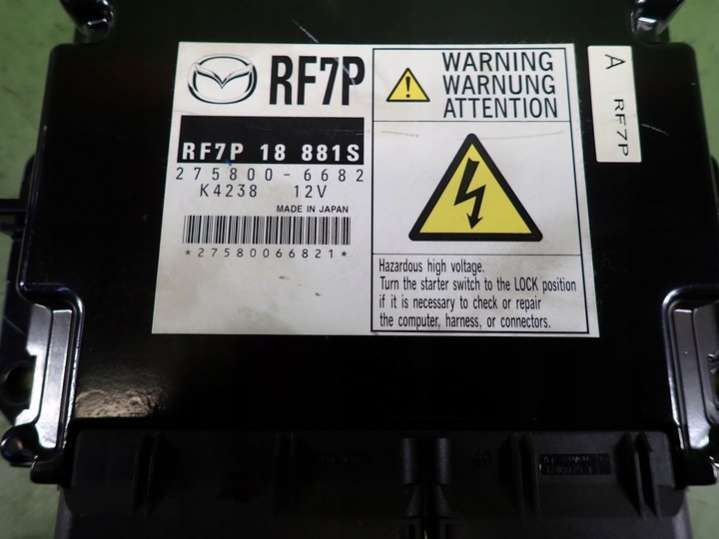 RF7P
RF7P 18 881S
275800-6682
K4238 12V
MADE IN JAPAN
*27580066821*
WARNING
WARNUNG
ATTENTION
Hazardous high voltage.
Turn the starter switch to the LOCK position
if it is necessary to check or repair
the computer, harness, or connectors.
A RF7P